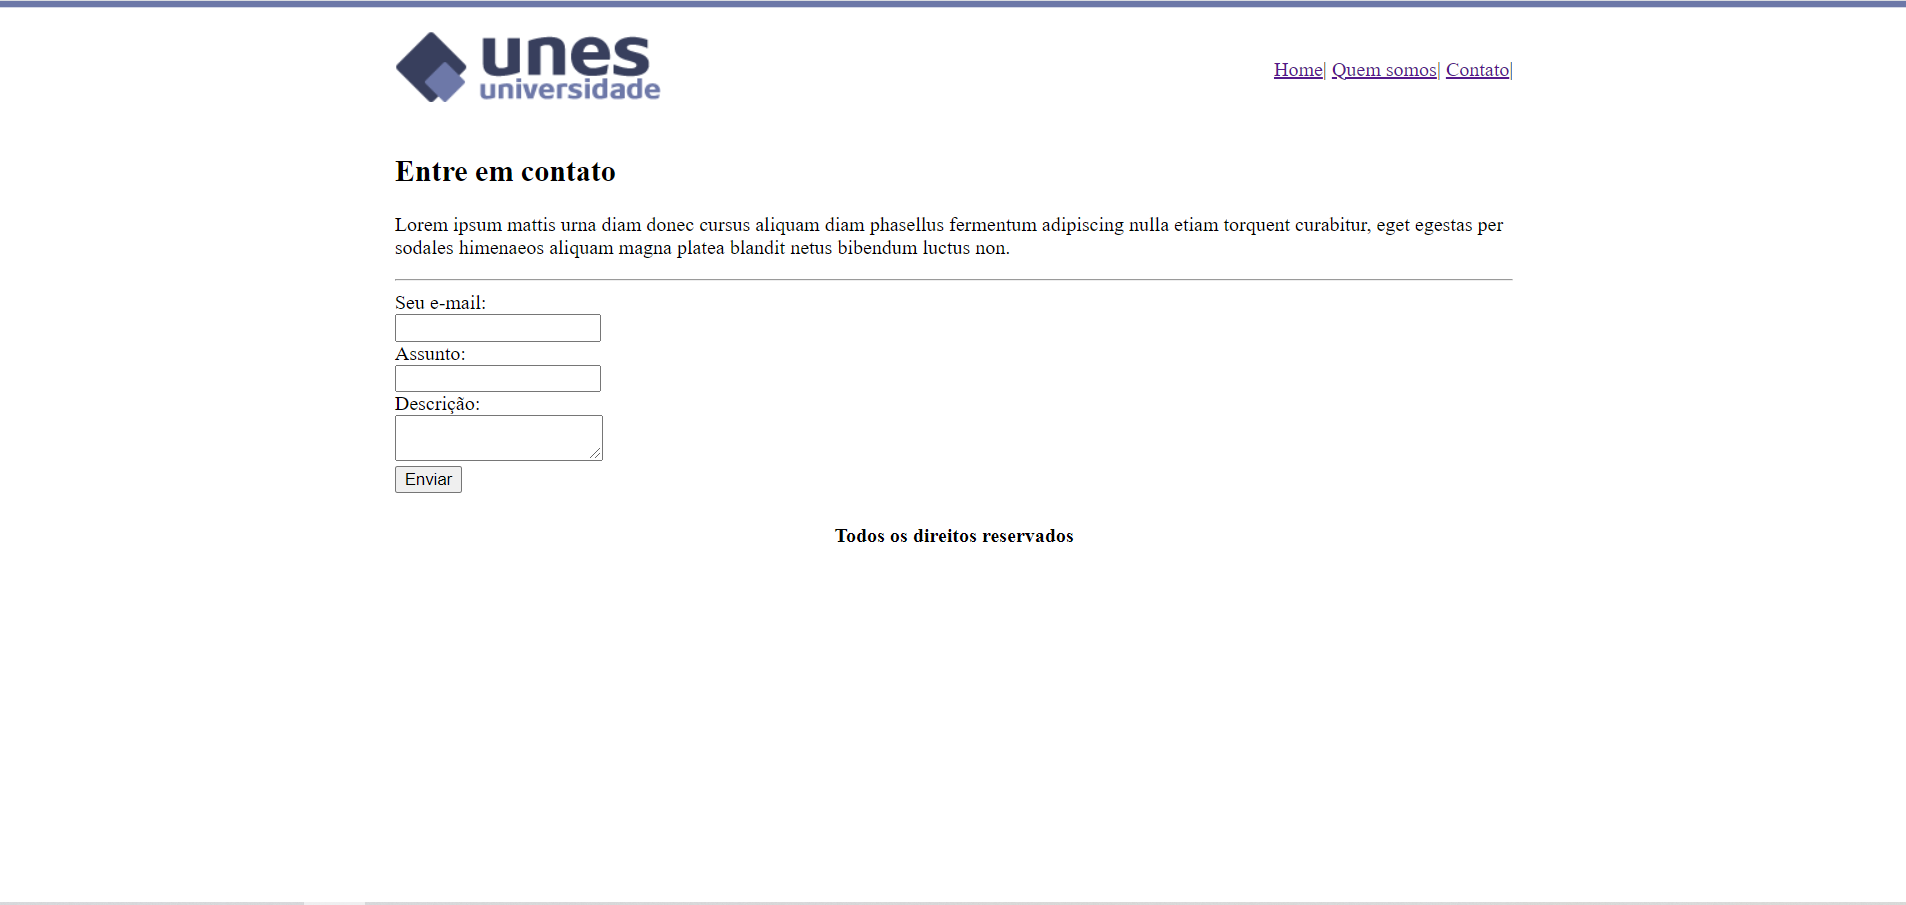 unes
universidade
Home| Quem somos| Contato|
Entre em contato
Lorem ipsum mattis urna diam donec cursus aliquam diam phasellus fermentum adipiscing nulla etiam torquent curabitur, eget egestas per
sodales himenaeos aliquam magna platea blandit netus bibendum luctus non.
Seu e-mail:
Assunto:
Descrição:
Enviar
Todos os direitos reservados